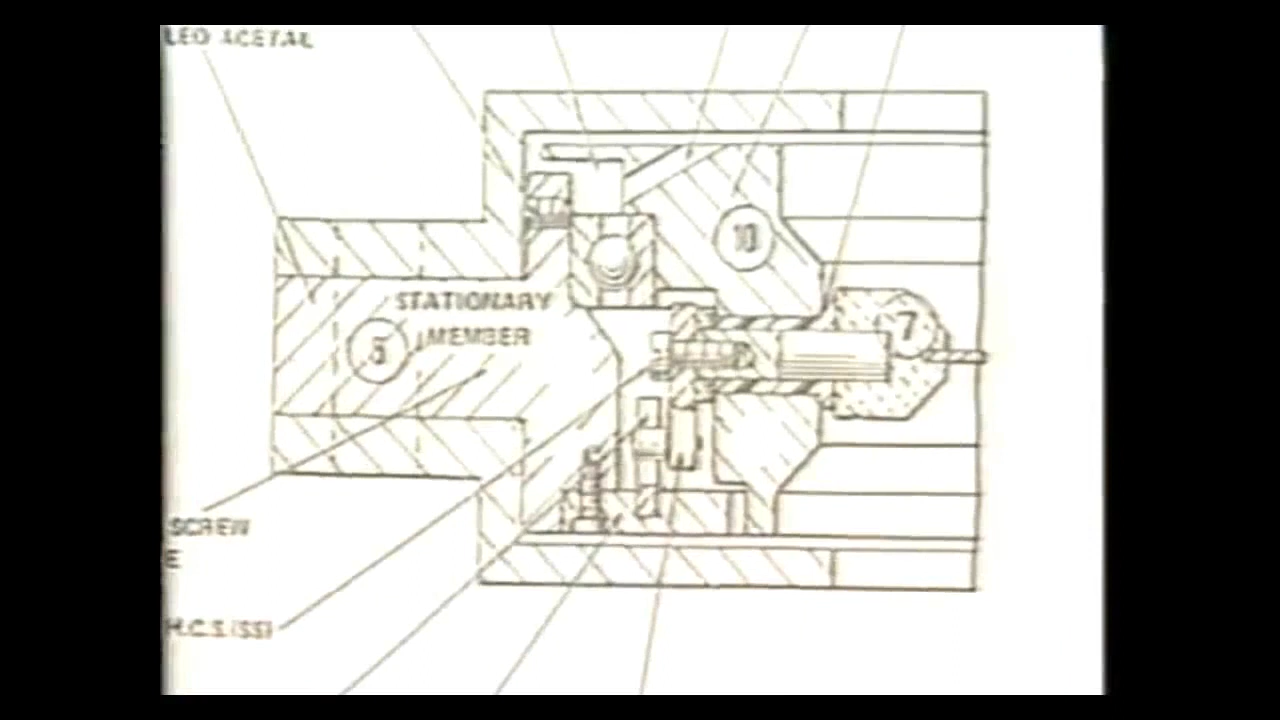 LED ACETAL
10
STATIONARY
7
5
MEMBER
SCREW
E
H.C.S.(SS)